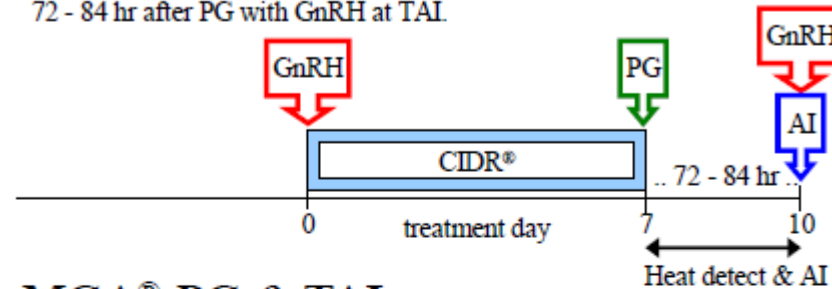 72 - 84 hr after PG with GnRH at TAI.
GnRH
GnRH
PG
AI
CIDR®
.. 72 - 84 hr ..
0
treatment day
7
10
Heat detect & AI